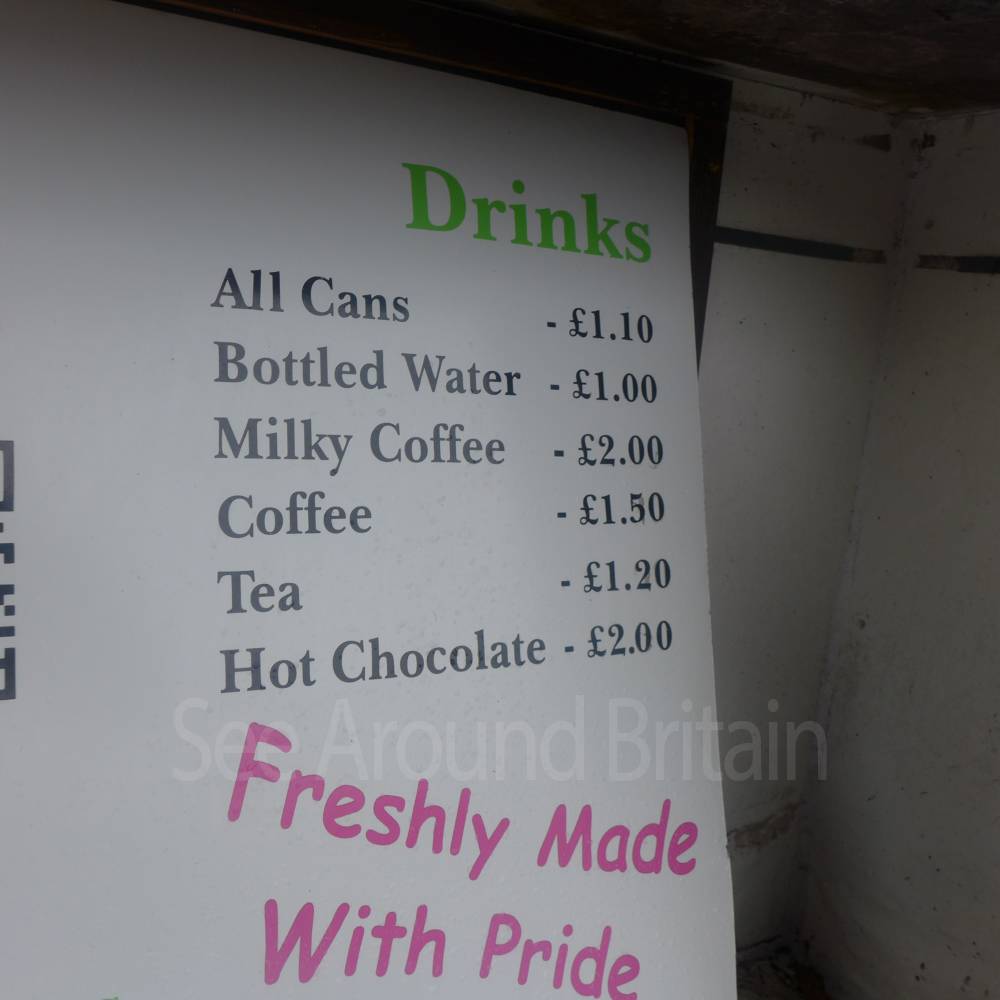 Drinks
All Cans - £1.10
Bottled Water - £1.00
Milky Coffee - £2.00
Coffee - £1.50
Tea - £1.20
Hot Chocolate - £2.00
See Around Britain
Freshly Made
With Pride